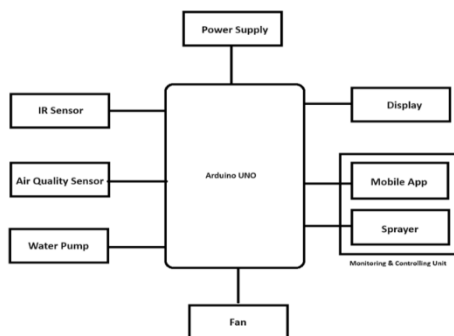 Power Supply
IR Sensor
Display
Air Quality Sensor
Arduino UNO
Mobile App
Water Pump
Sprayer
Monitoring & Controlling Unit
Fan